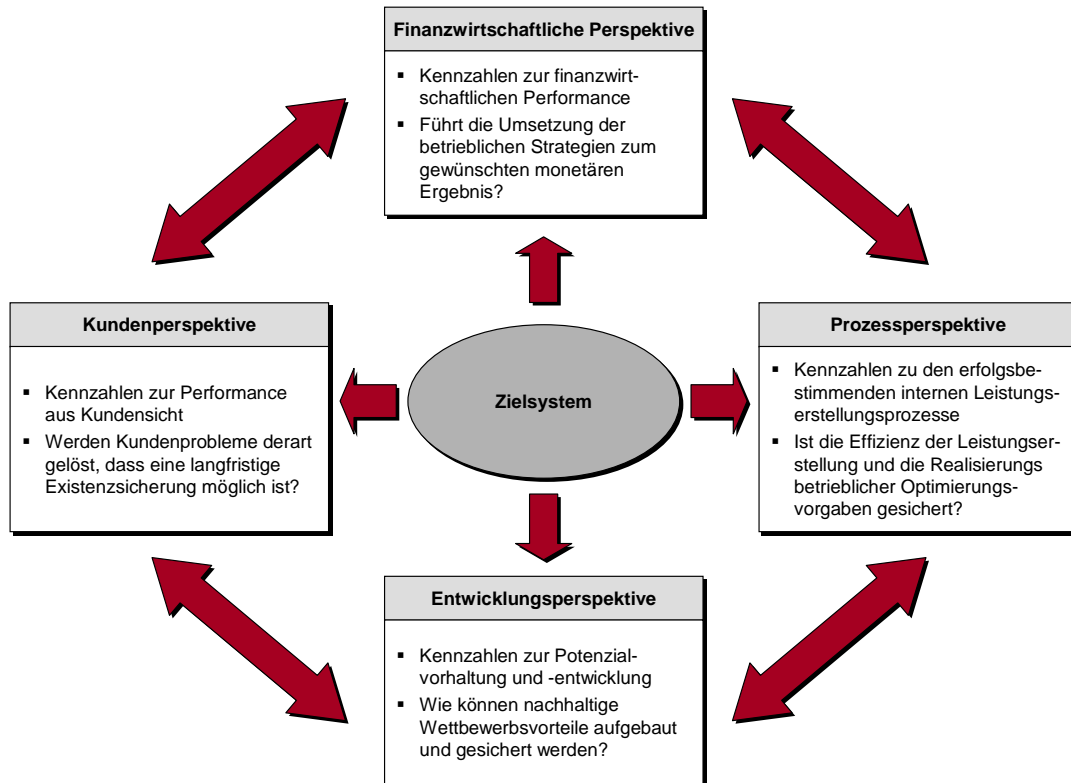 Finanzwirtschaftliche Perspektive
▪ Kennzahlen zur finanzwirt-
schaftlichen Performance
▪ Führt die Umsetzung der
betrieblichen Strategien zum
gewünschten monetären
Ergebnis?
Kundenperspektive
▪ Kennzahlen zur Performance
aus Kundensicht
▪ Werden Kundenprobleme derart
gelöst, dass eine langfristige
Existenzsicherung möglich ist?
Zielsystem
Prozessperspektive
▪ Kennzahlen zu den erfolgsbe-
stimmenden internen Leistungs-
erstellungsprozesse
▪ Ist die Effizienz der Leistungser-
stellung und die Realisierungs
betrieblicher Optimierungs-
vorgaben gesichert?
Entwicklungsperspektive
▪ Kennzahlen zur Potenzial-
vorhaltung und -entwicklung
▪ Wie können nachhaltige
Wettbewerbsvorteile aufgebaut
und gesichert werden?